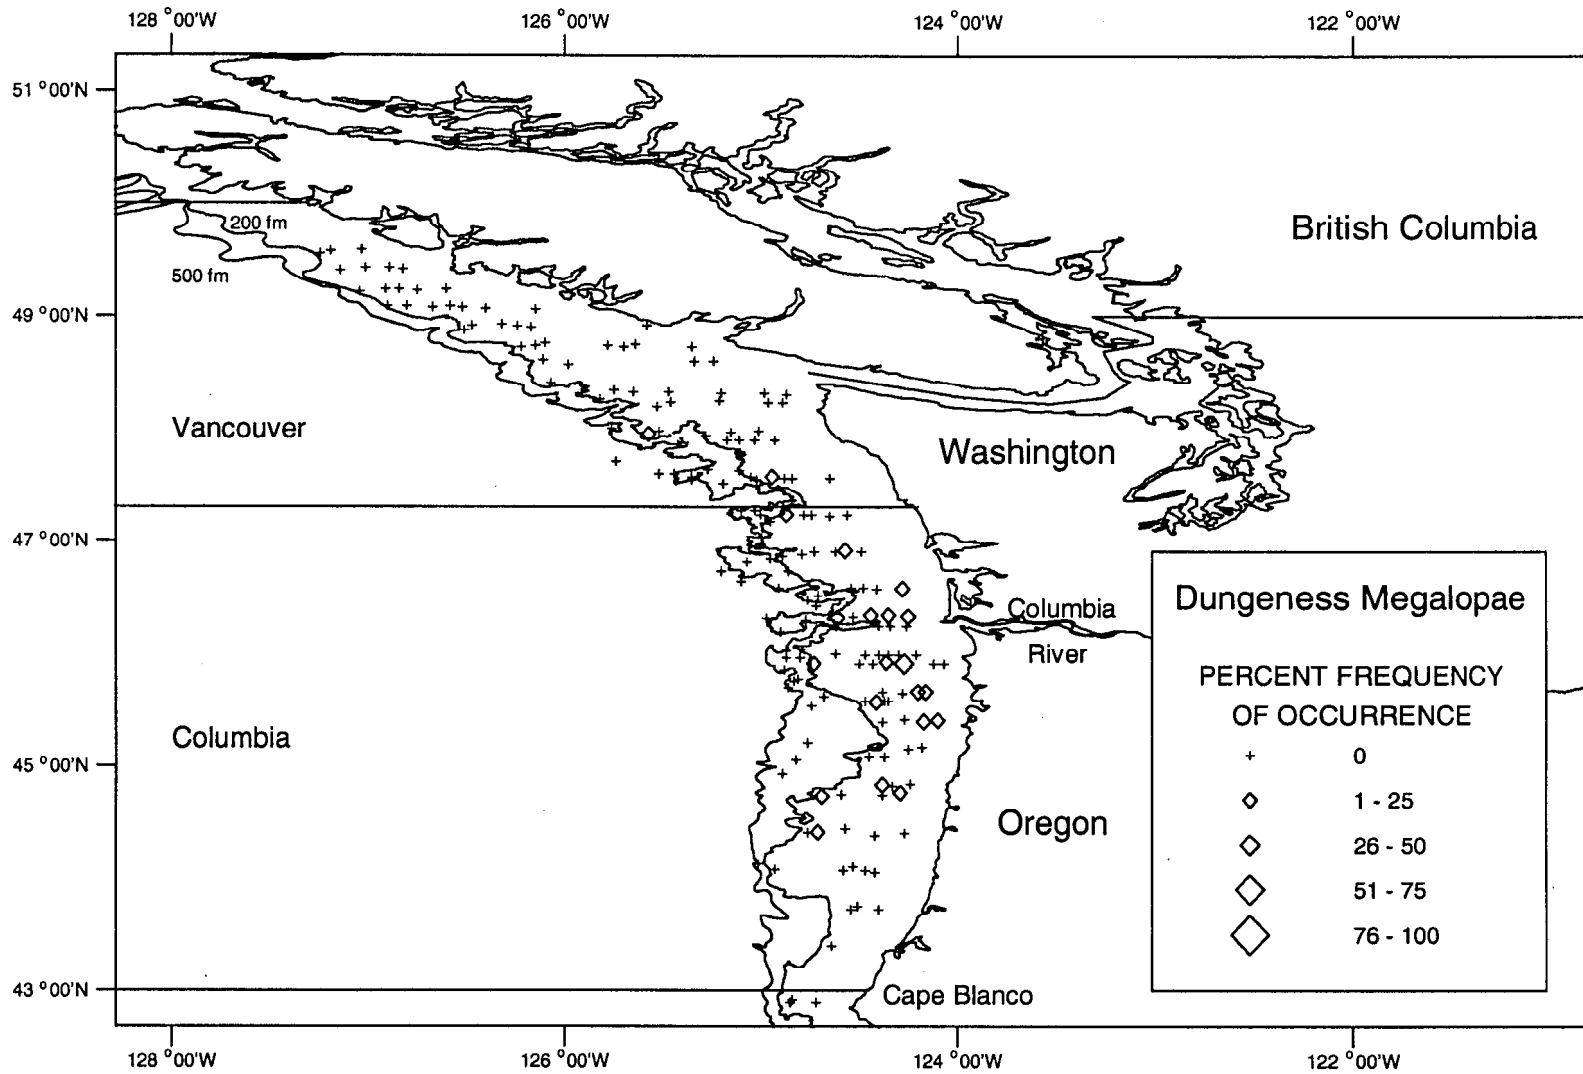 128 °00'W 126 °00'W 124 °00'W 122 °00'W
51 °00'N
British Columbia
200 fm
500 fm
49 °00'N
Vancouver
Washington
47 °00'N
Dungeness Megalopae
Columbia
River
PERCENT FREQUENCY
OF OCCURRENCE
Columbia
+ 0
45 °00'N
1 - 25
Oregon
26 - 50
51 - 75
76 - 100
43 °00'N
Cape Blanco
128 °00'W 126 °00'W 124 °00'W 122 °00'W